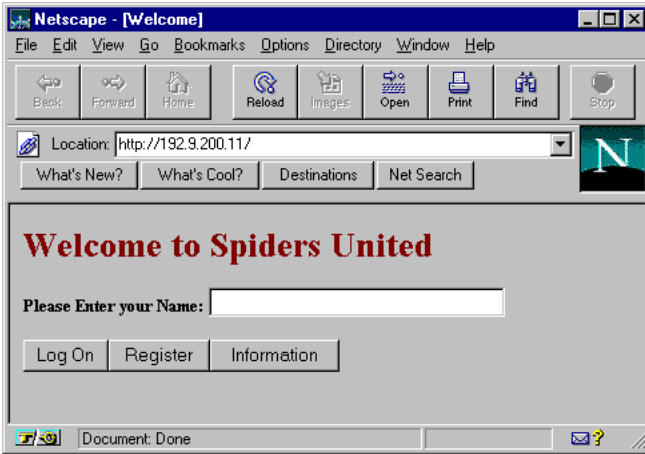 Netscape - [Welcome]
File Edit View Go Bookmarks Options Directory Window Help
Back Forward Home Reload Images Open Print Find Stop
Location: http://192.9.200.11/
N
What's New? What's Cool? Destinations Net Search
Welcome to Spiders United
Please Enter your Name:
Log On Register Information
Document: Done